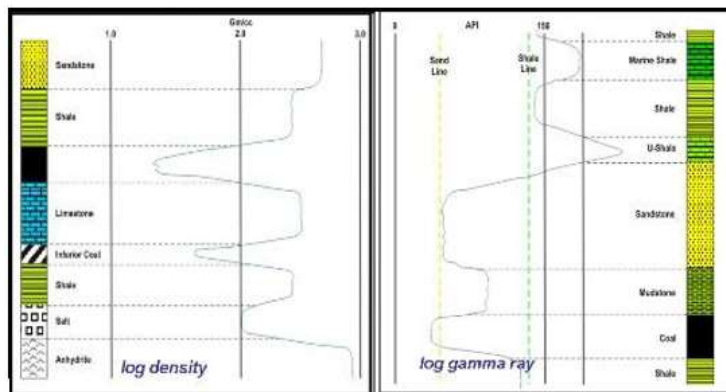 Gm/cc
1.0 2.0 3.0
Sandstone
Shale
Limestone
Inferior Coal
Shale
Salt
Anhydrite
log density
0 API 150
Sand Line
Shale Line
Shale
Marine Shale
Shale
U-Shale
Sandstone
Mudstone
Coal
Shale
log gamma ray